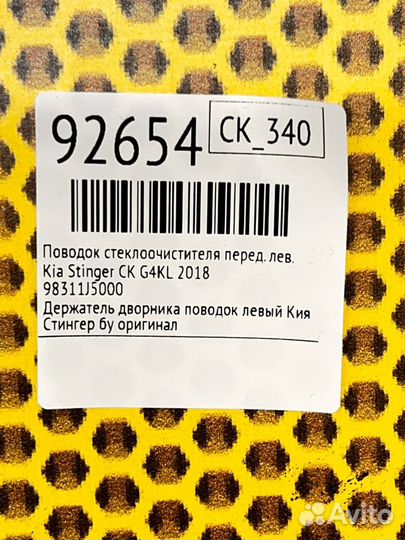 92654
CK_340
Поводок стеклоочистителя перед. лев.
Kia Stinger CK G4KL 2018
98311J5000
Держатель дворника поводок левый Кия
Стингер бу оригинал
Avito